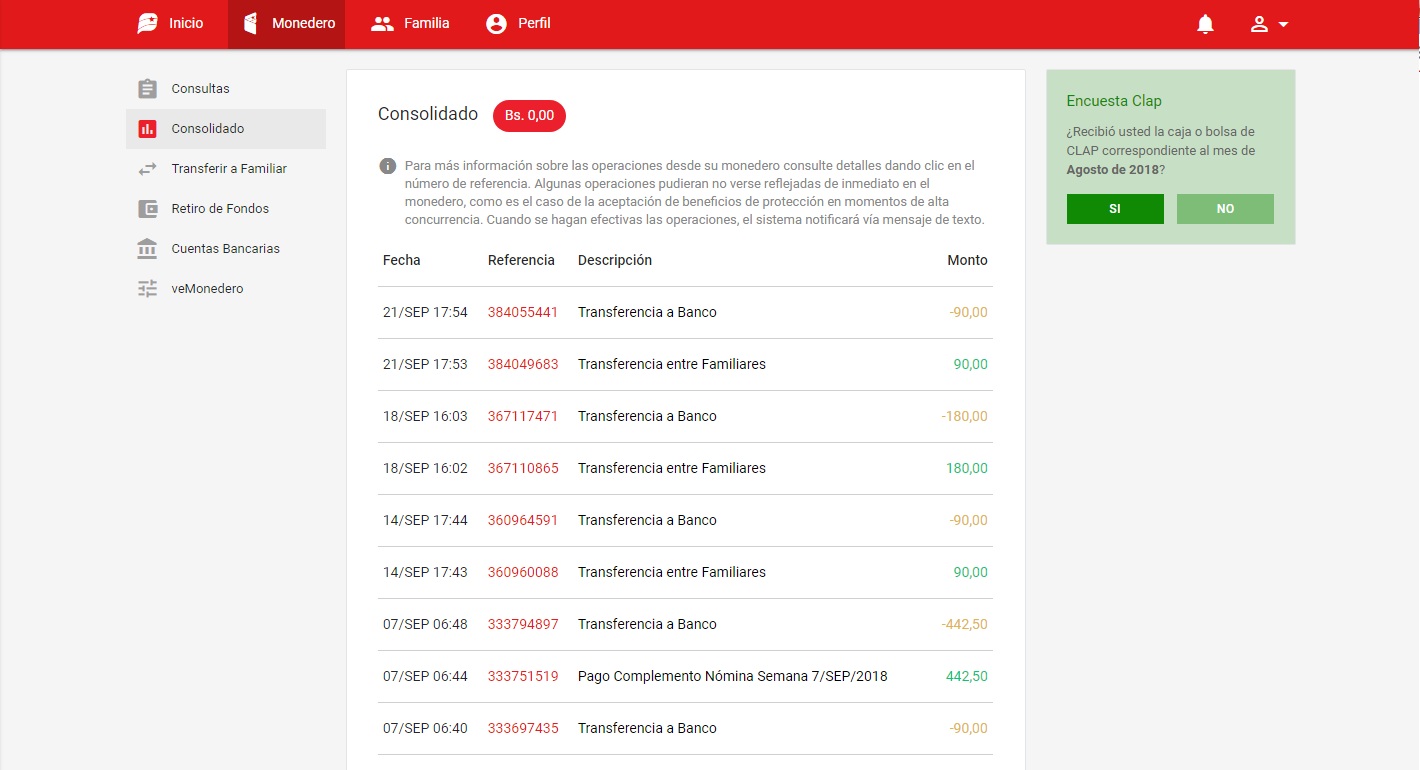 Inicio
Monedero
Familia
Perfil
Consultas
Consolidado
Transferir a Familiar
Retiro de Fondos
Cuentas Bancarias
veMonedero
Consolidado Bs. 0,00
Para más información sobre las operaciones desde su monedero consulte detalles dando clic en el
número de referencia. Algunas operaciones pudieran no verse reflejadas de inmediato en el
monedero, como es el caso de la aceptación de beneficios de protección en momentos de alta
concurrencia. Cuando se hagan efectivas las operaciones, el sistema notificará vía mensaje de texto.
Fecha Referencia Descripción Monto
21/SEP 17:54 384055441 Transferencia a Banco -90,00
21/SEP 17:53 384049683 Transferencia entre Familiares 90,00
18/SEP 16:03 367117471 Transferencia a Banco -180,00
18/SEP 16:02 367110865 Transferencia entre Familiares 180,00
14/SEP 17:44 360964591 Transferencia a Banco -90,00
14/SEP 17:43 360960088 Transferencia entre Familiares 90,00
07/SEP 06:48 333794897 Transferencia a Banco -442,50
07/SEP 06:44 333751519 Pago Complemento Nómina Semana 7/SEP/2018 442,50
07/SEP 06:40 333697435 Transferencia a Banco -90,00
Encuesta Clap
¿Recibió usted la caja o bolsa de
CLAP correspondiente al mes de
Agosto de 2018?
SI NO